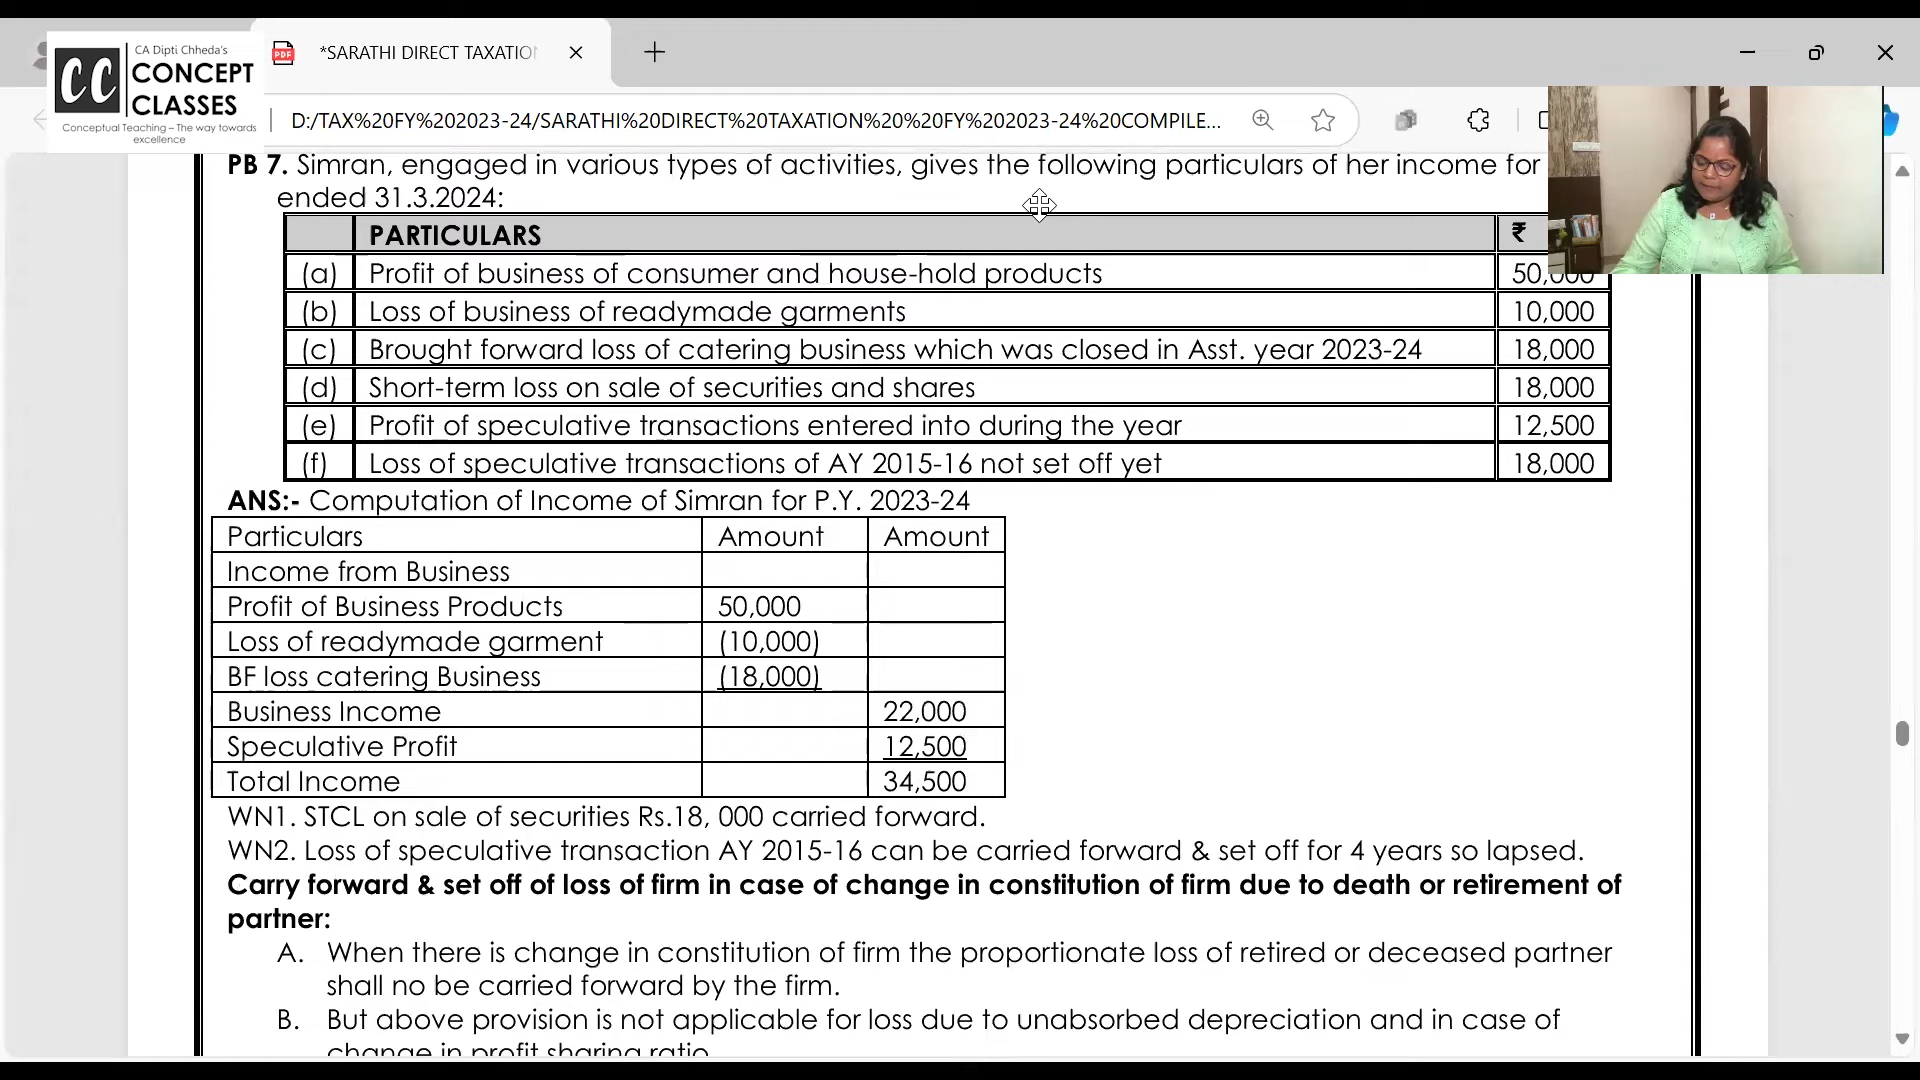 CA Dipti Chheda's
CC CONCEPT
CLASSES
Conceptual Teaching – The way towards
excellence
PDF
*SARATHI DIRECT TAXATIO
D:/TAX%20FY%202023-24/SARATHI%20DIRECT%20TAXATION%20%20FY%202023-24%20COMPILE...
PB 7. Simran, engaged in various types of activities, gives the following particulars of her income for
ended 31.3.2024:
PARTICULARS ₹
(a) Profit of business of consumer and house-hold products 50,000
(b) Loss of business of readymade garments 10,000
(c) Brought forward loss of catering business which was closed in Asst. year 2023-24 18,000
(d) Short-term loss on sale of securities and shares 18,000
(e) Profit of speculative transactions entered into during the year 12,500
(f) Loss of speculative transactions of AY 2015-16 not set off yet 18,000
ANS:- Computation of Income of Simran for P.Y. 2023-24
Particulars Amount Amount
Income from Business
Profit of Business Products 50,000
Loss of readymade garment (10,000)
BF loss catering Business (18,000)
Business Income 22,000
Speculative Profit 12,500
Total Income 34,500
WN1. STCL on sale of securities Rs.18, 000 carried forward.
WN2. Loss of speculative transaction AY 2015-16 can be carried forward & set off for 4 years so lapsed.
Carry forward & set off of loss of firm in case of change in constitution of firm due to death or retirement of
partner:
A. When there is change in constitution of firm the proportionate loss of retired or deceased partner
shall no be carried forward by the firm.
B. But above provision is not applicable for loss due to unabsorbed depreciation and in case of
change in profit sharing ratio